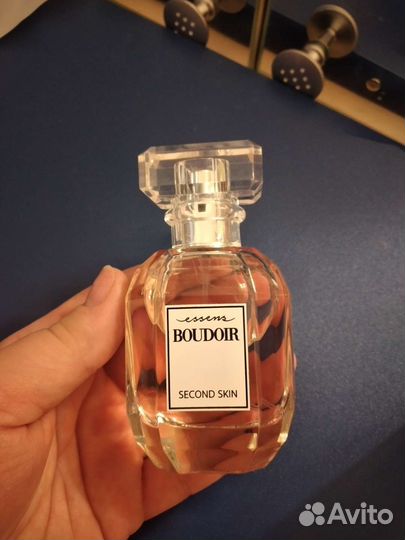 essens
BOUDOIR
SECOND SKIN
Avito